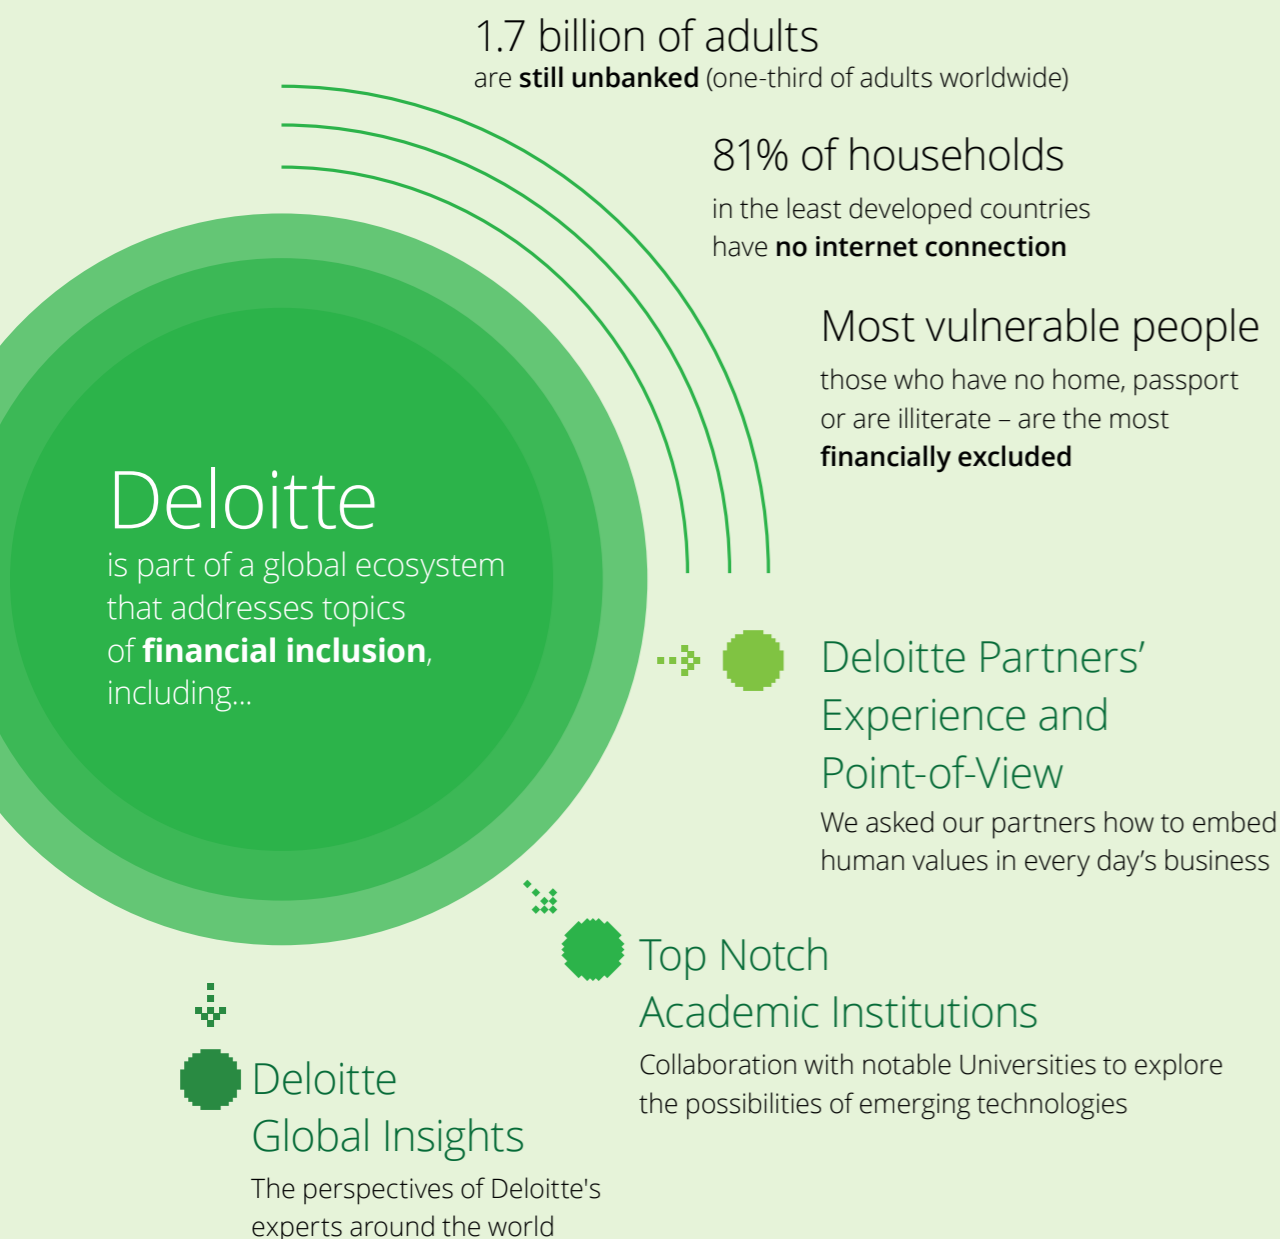 1.7 billion of adults
are still unbanked (one-third of adults worldwide)
81% of households
in the least developed countries
have no internet connection
Most vulnerable people
those who have no home, passport
or are illiterate – are the most
financially excluded
Deloitte
is part of a global ecosystem
that addresses topics
of financial inclusion,
including...
Deloitte Partners’
Experience and
Point-of-View
We asked our partners how to embed
human values in every day’s business
Top Notch
Academic Institutions
Collaboration with notable Universities to explore
the possibilities of emerging technologies
Deloitte
Global Insights
The perspectives of Deloitte's
experts around the world